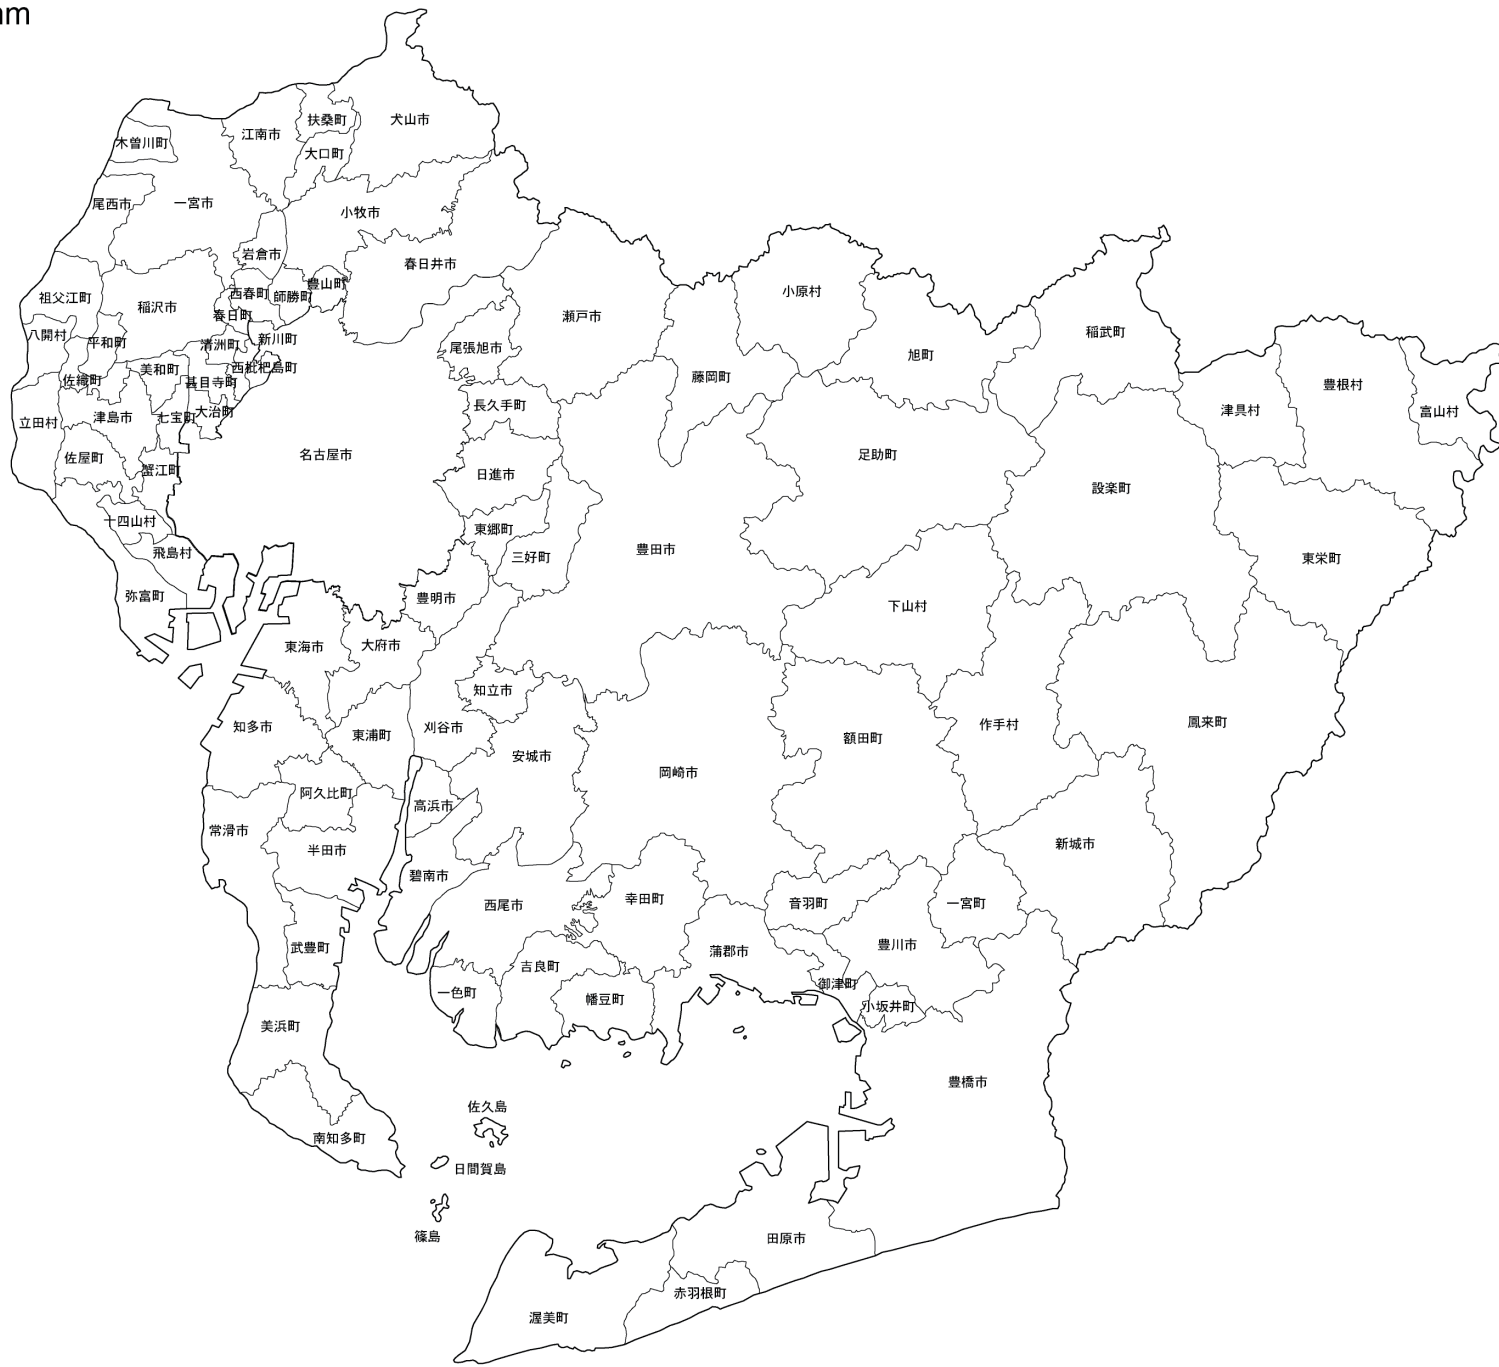 mm
犬山市
扶桑町
江南市
木曽川町
大口町
尾西市
一宮市
小牧市
岩倉市
春日井市
豊山町
西春町
師勝町
祖父江町
稲沢市
春日町
小原村
瀬戸市
八開村
平和町
清洲町
新川町
尾張旭市
旭町
稲武町
美和町
西枇杷島町
佐織町
甚目寺町
藤岡町
豊根村
立田村
津島市
七宝町
大治町
長久手町
津具村
富山村
佐屋町
蟹江町
名古屋市
足助町
日進市
設楽町
十四山村
東郷町
飛島村
三好町
豊田市
東栄町
弥富町
豊明市
下山村
東海市
大府市
知立市
知多市
東浦町
刈谷市
作手村
鳳来町
額田町
安城市
岡崎市
阿久比町
高浜市
常滑市
半田市
新城市
碧南市
西尾市
幸田町
音羽町
一宮町
武豊町
蒲郡市
豊川市
吉良町
御津町
一色町
幡豆町
小坂井町
美浜町
豊橋市
佐久島
南知多町
日間賀島
篠島
田原市
赤羽根町
渥美町